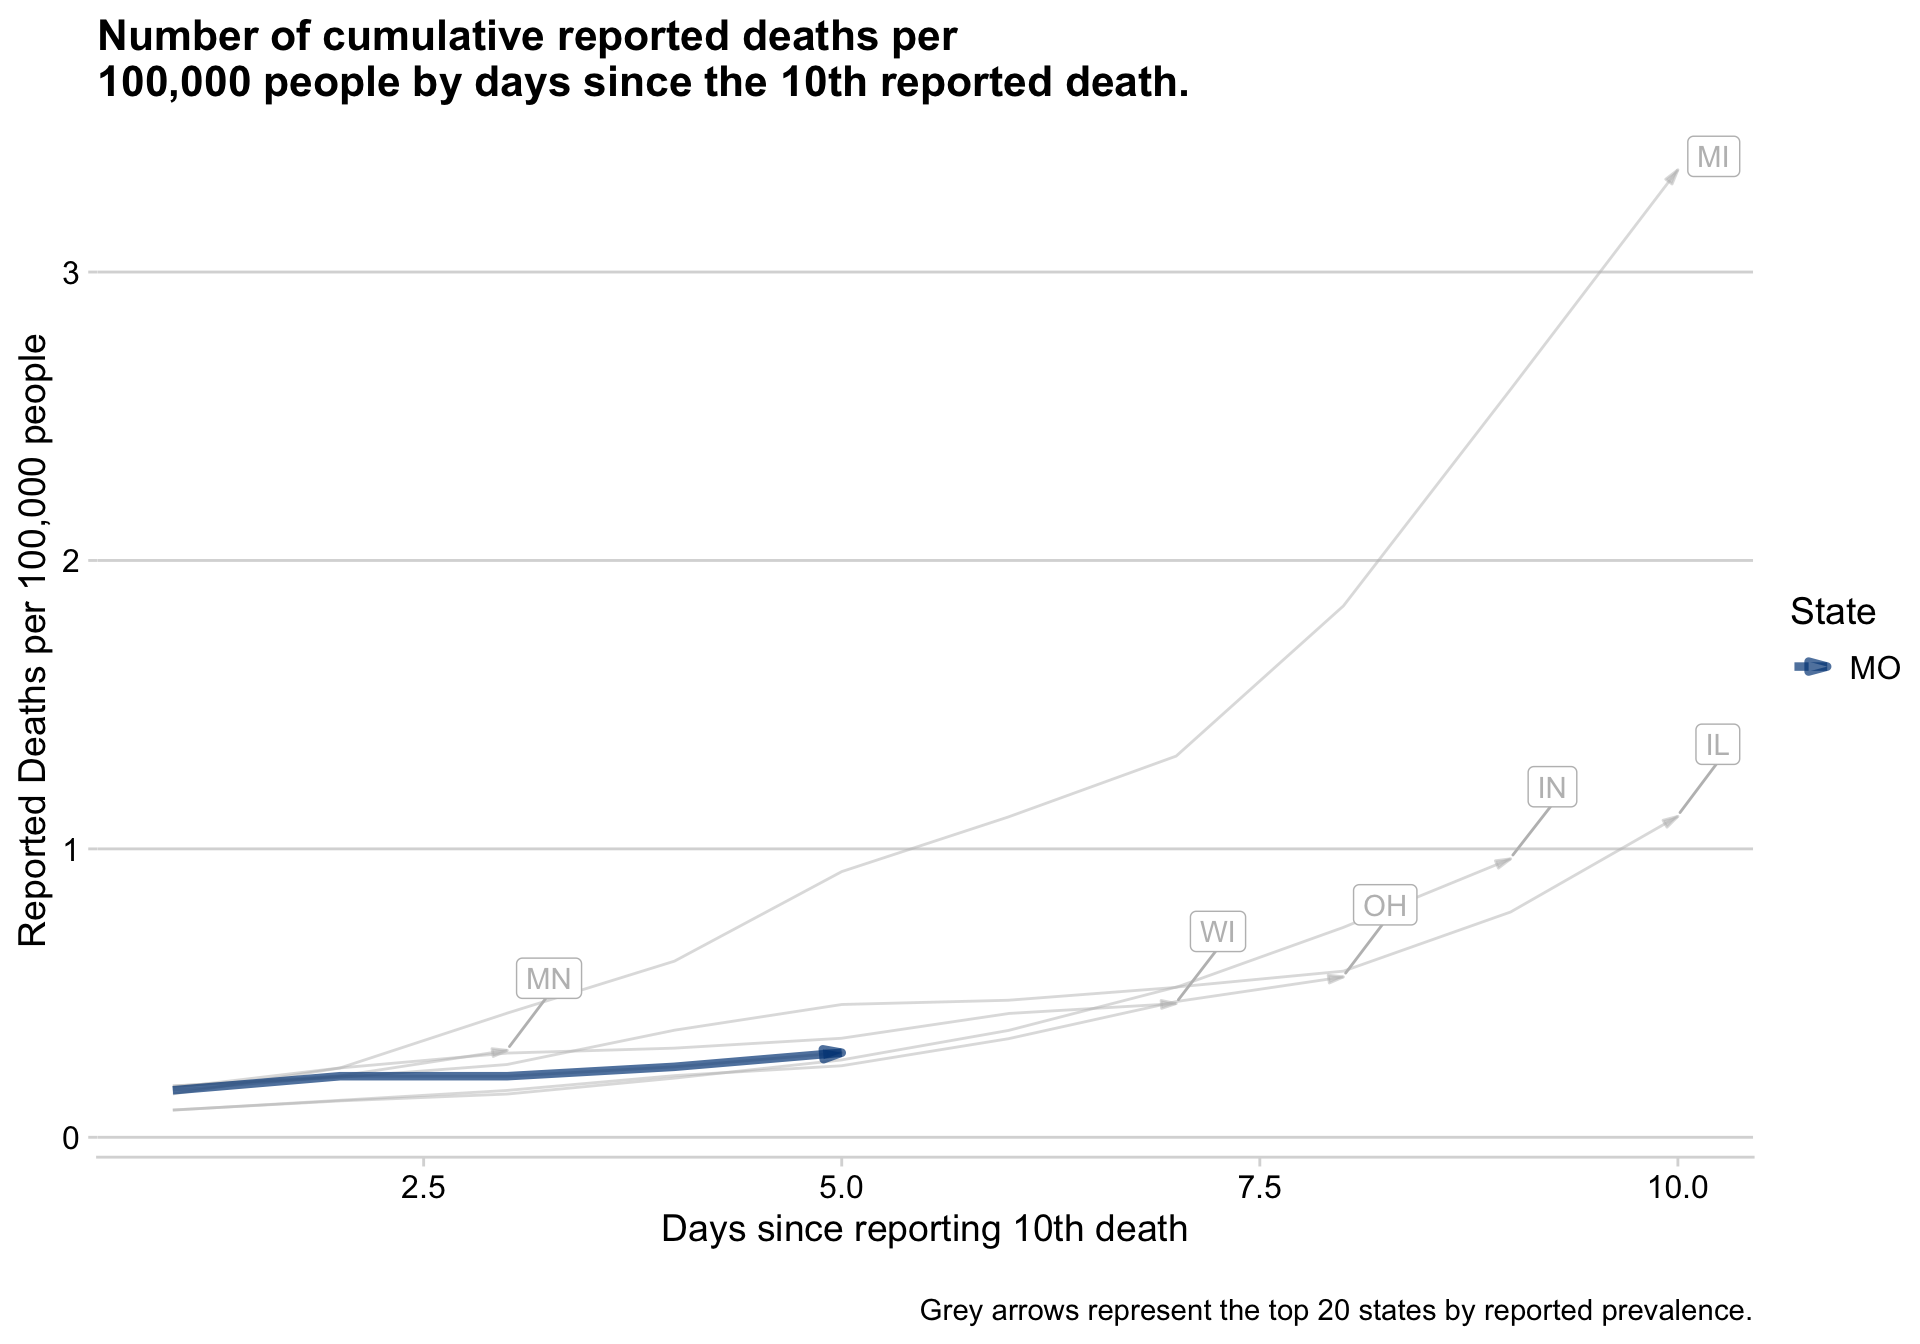 Number of cumulative reported deaths per
100,000 people by days since the 10th reported death.
MI
3
2
1
0
Reported Deaths per 100,000 people
State
MO
IL
IN
OH
WI
MN
2.5
5.0
7.5
10.0
Days since reporting 10th death
Grey arrows represent the top 20 states by reported prevalence.